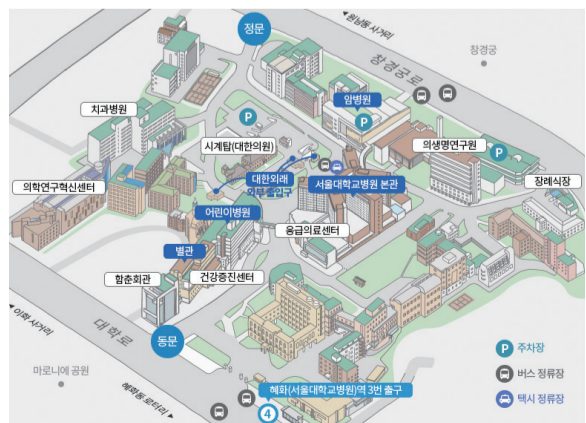 원남동 사거리
정문
창경궁
창경궁로
치과병원
P
암병원
P
시계탑(대한의원)
의생명연구원
P
대한외래
외부출입구
서울대학교병원 본관
장례식장
의학연구혁신센터
어린이병원
응급의료센터
별관
함춘회관
건강증진센터
이화 사거리
대학로
동문
마로니에 공원
혜화동 로터리
혜화(서울대학교병원)역 3번 출구
4
P 주차장
버스 정류장
택시 정류장